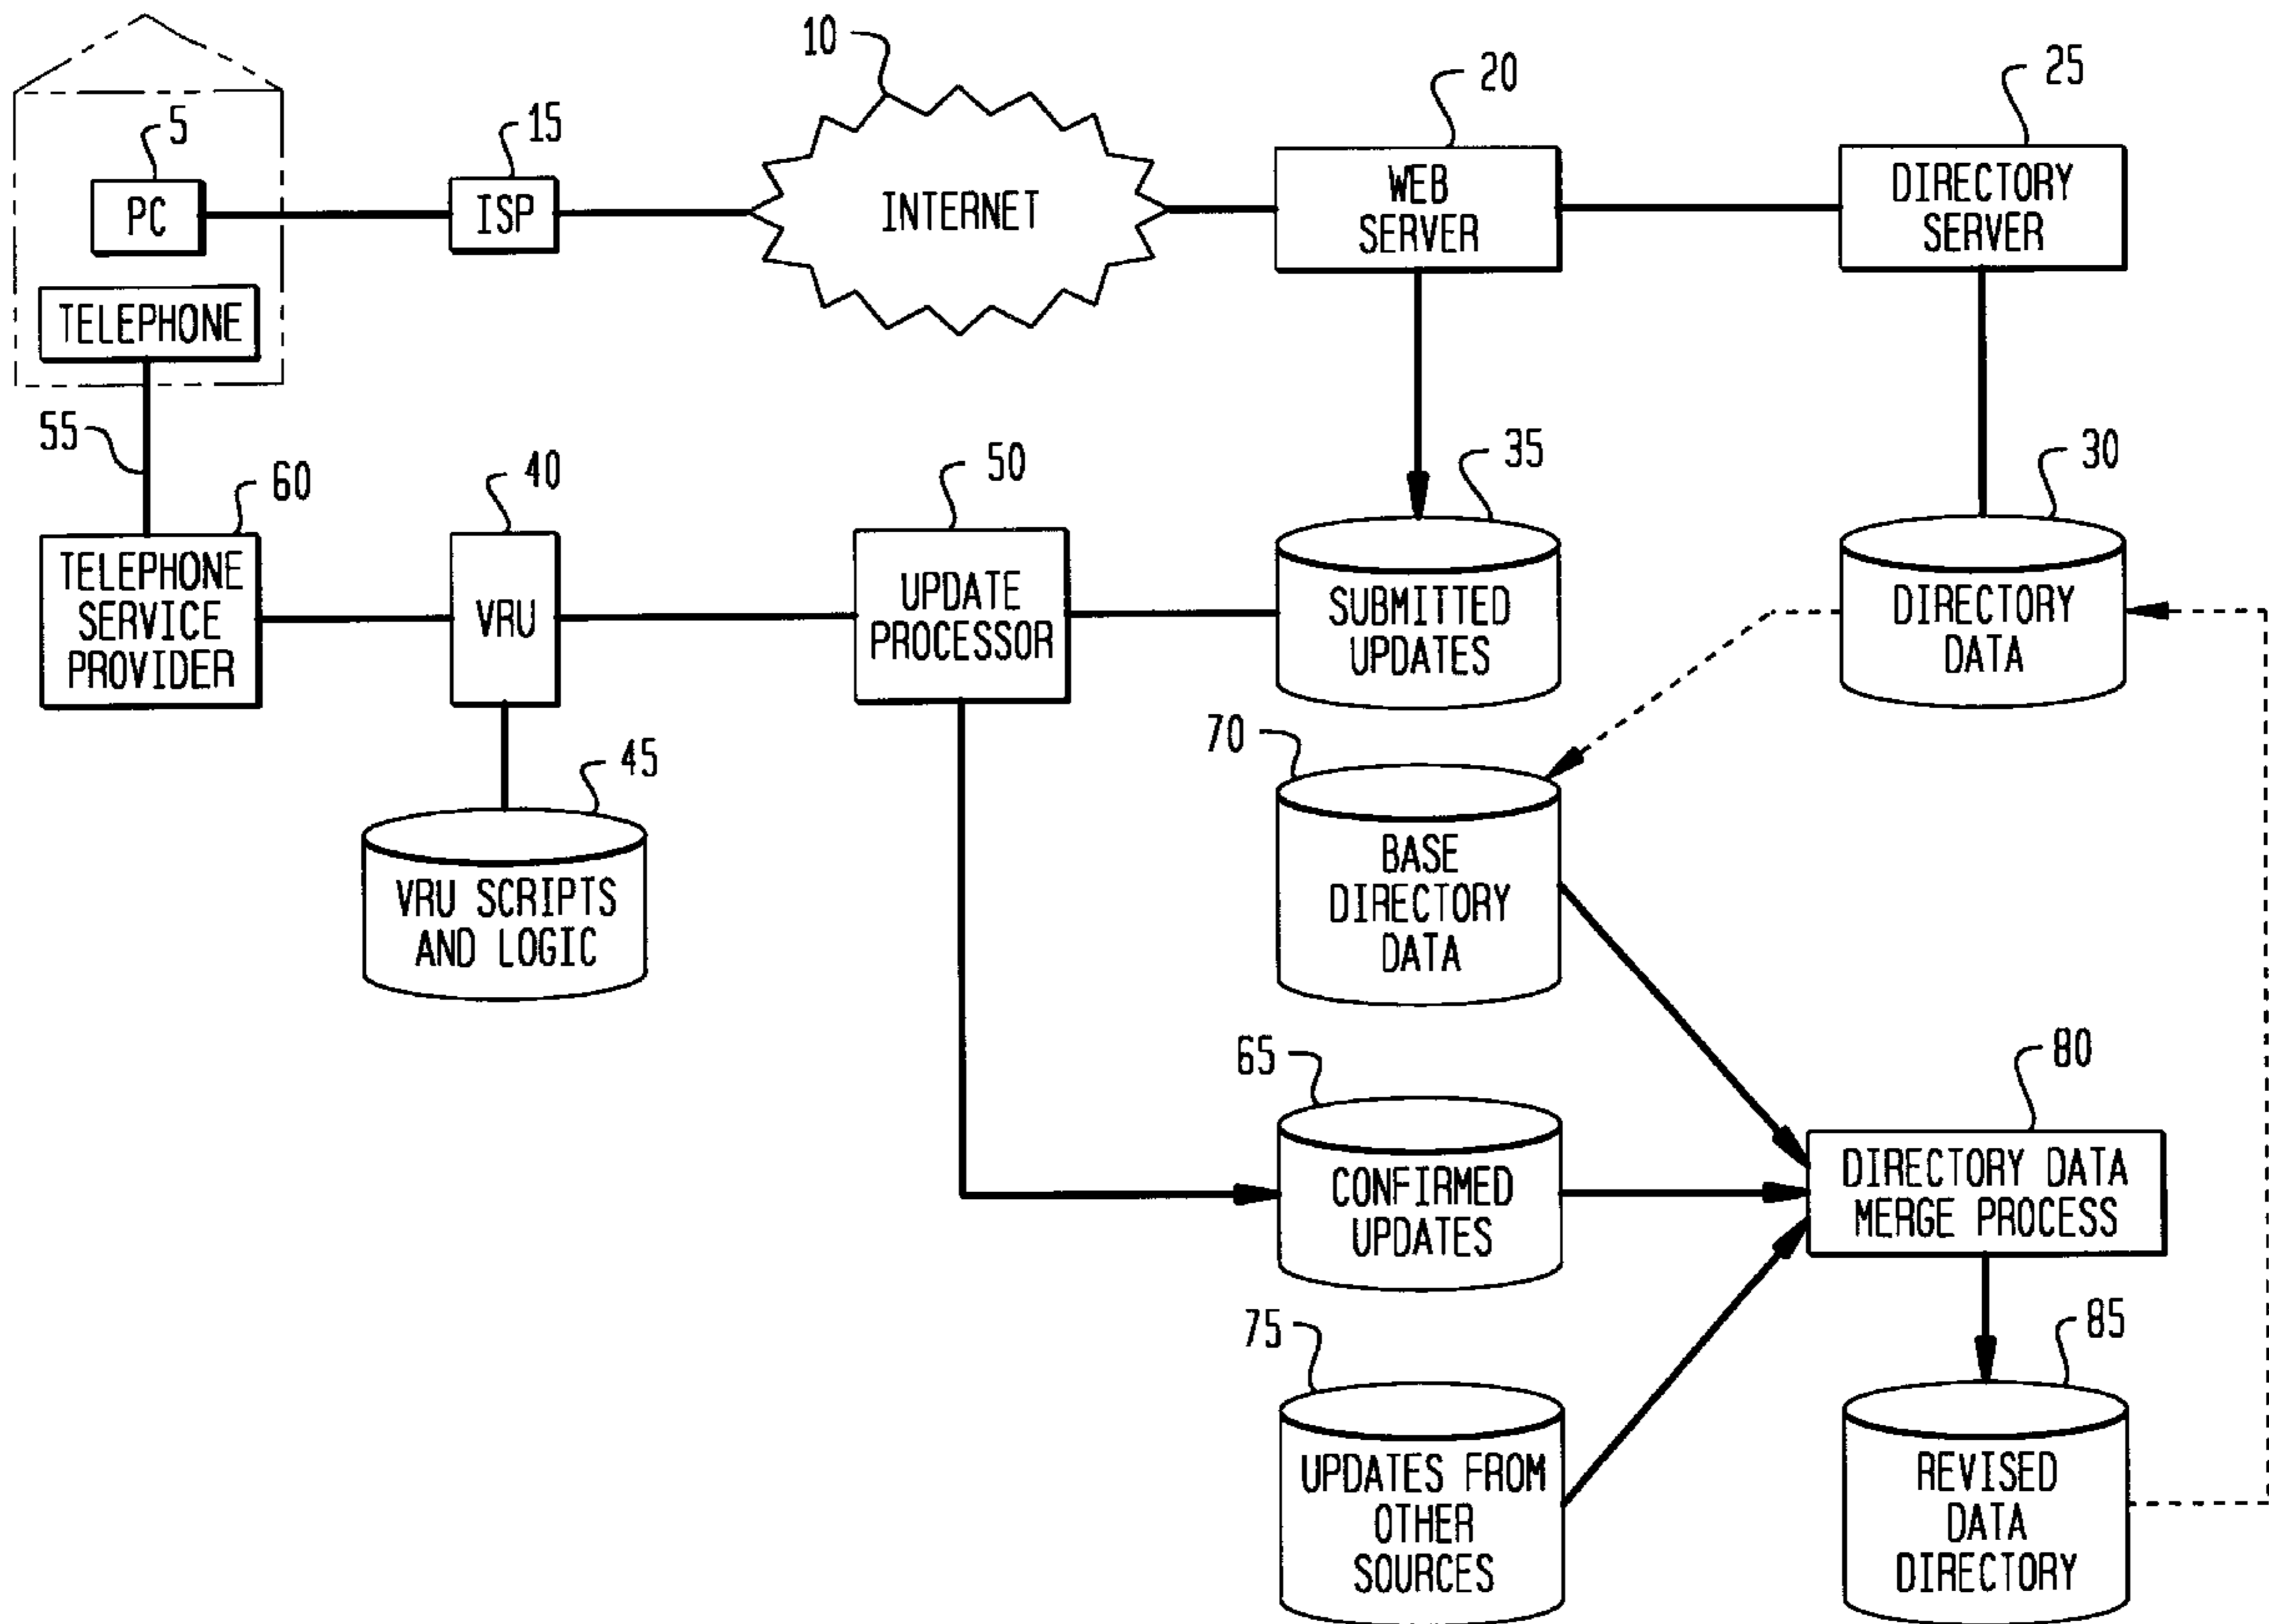 10
20
25
5
15
PC
ISP
INTERNET
WEB
SERVER
DIRECTORY
SERVER
TELEPHONE
55
60
40
50
35
30
TELEPHONE
SERVICE
PROVIDER
VRU
UPDATE
PROCESSOR
SUBMITTED
UPDATES
DIRECTORY
DATA
45
70
VRU SCRIPTS
AND LOGIC
BASE
DIRECTORY
DATA
65
80
CONFIRMED
UPDATES
DIRECTORY DATA
MERGE PROCESS
75
85
UPDATES FROM
OTHER
SOURCES
REVISED
DATA
DIRECTORY